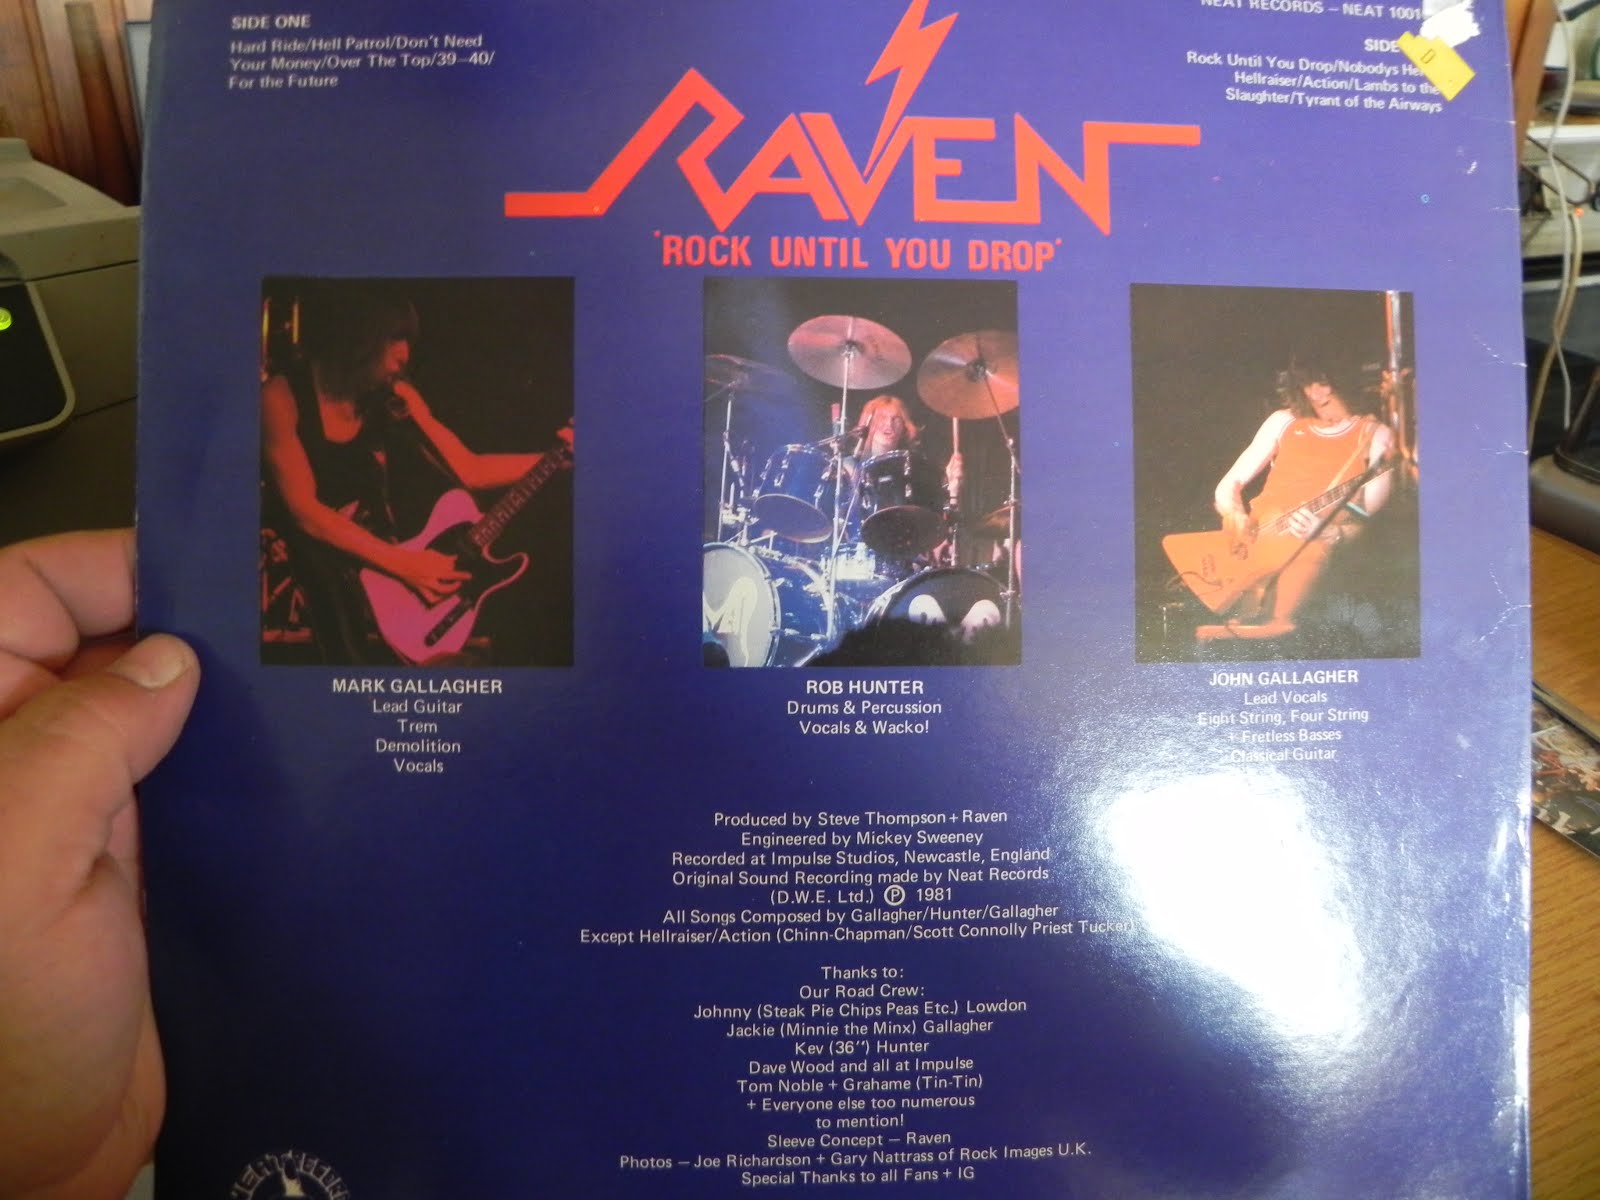 SIDE ONE
Hard Ride/Hell Patrol/Don't Need
Your Money/Over The Top/39–40/
For the Future
NEAT RECORDS – NEAT 1001
SIDE
Rock Until You Drop/Nobodys
Hellraiser/Action/Lambs to the
Slaughter/Tyrant of the Airways
RAVEN
'ROCK UNTIL YOU DROP'
MARK GALLAGHER
Lead Guitar
Trem
Demolition
Vocals
ROB HUNTER
Drums & Percussion
Vocals & Wacko!
JOHN GALLAGHER
Lead Vocals
Eight String, Four String
+ Fretless Basses
Classical Guitar
Produced by Steve Thompson + Raven
Engineered by Mickey Sweeney
Recorded at Impulse Studios, Newcastle, England
Original Sound Recording made by Neat Records
(D.W.E. Ltd.) Ⓟ 1981
All Songs Composed by Gallagher/Hunter/Gallagher
Except Hellraiser/Action (Chinn-Chapman/Scott Connolly Priest Tucker)
Thanks to:
Our Road Crew:
Johnny (Steak Pie Chips Peas Etc.) Lowdon
Jackie (Minnie the Minx) Gallagher
Kev (36'') Hunter
Dave Wood and all at Impulse
Tom Noble + Grahame (Tin-Tin)
+ Everyone else too numerous
to mention!
Sleeve Concept – Raven
Photos – Joe Richardson + Gary Nattrass of Rock Images U.K.
Special Thanks to all Fans + IG